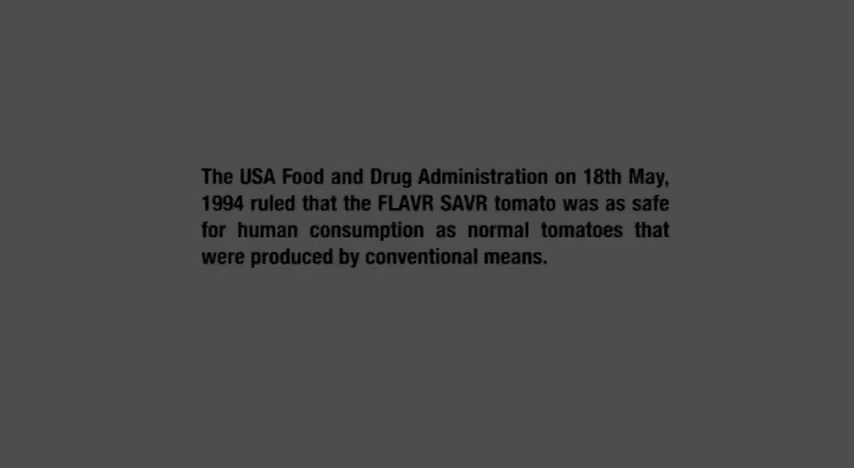 The USA Food and Drug Administration on 18th May,
1994 ruled that the FLAVR SAVR tomato was as safe
for human consumption as normal tomatoes that
were produced by conventional means.